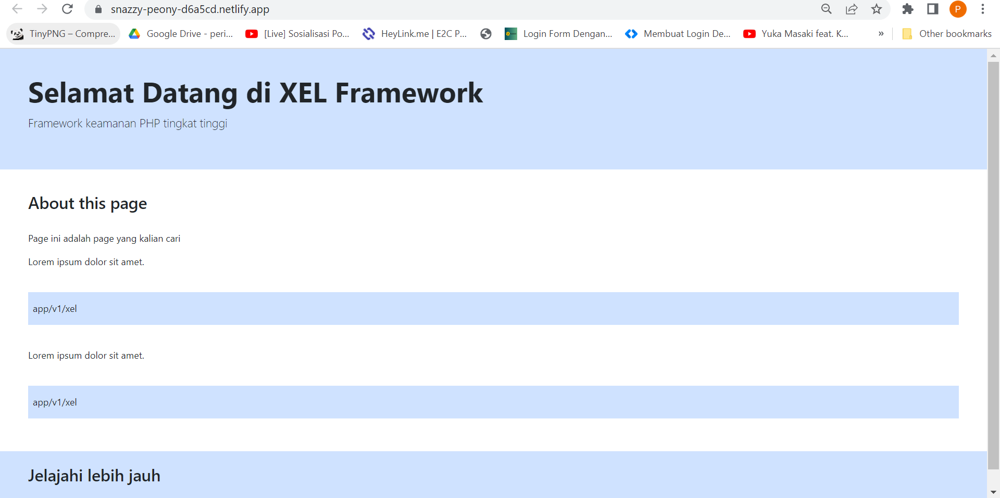 snazzy-peony-d6a5cd.netlify.app
P
TinyPNG – Compre...
Google Drive - peri...
[Live] Sosialisasi Po...
HeyLink.me | E2C P...
Login Form Dengan...
Membuat Login De...
Yuka Masaki feat. K...
»
Other bookmarks
Selamat Datang di XEL Framework
Framework keamanan PHP tingkat tinggi
About this page
Page ini adalah page yang kalian cari
Lorem ipsum dolor sit amet.
app/v1/xel
Lorem ipsum dolor sit amet.
app/v1/xel
Jelajahi lebih jauh